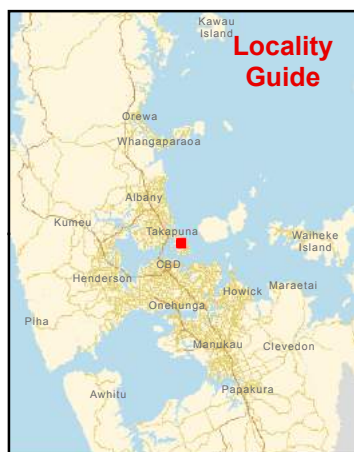 Kawau
Island
Locality
Guide
Orewa
Whangaparaoa
Albany
Takapuna
Kumeu
Waiheke
Island
CBD
Henderson
Howick
Maraetai
Onehunga
Piha
Manukau
Clevedon
Papakura
Awhitu